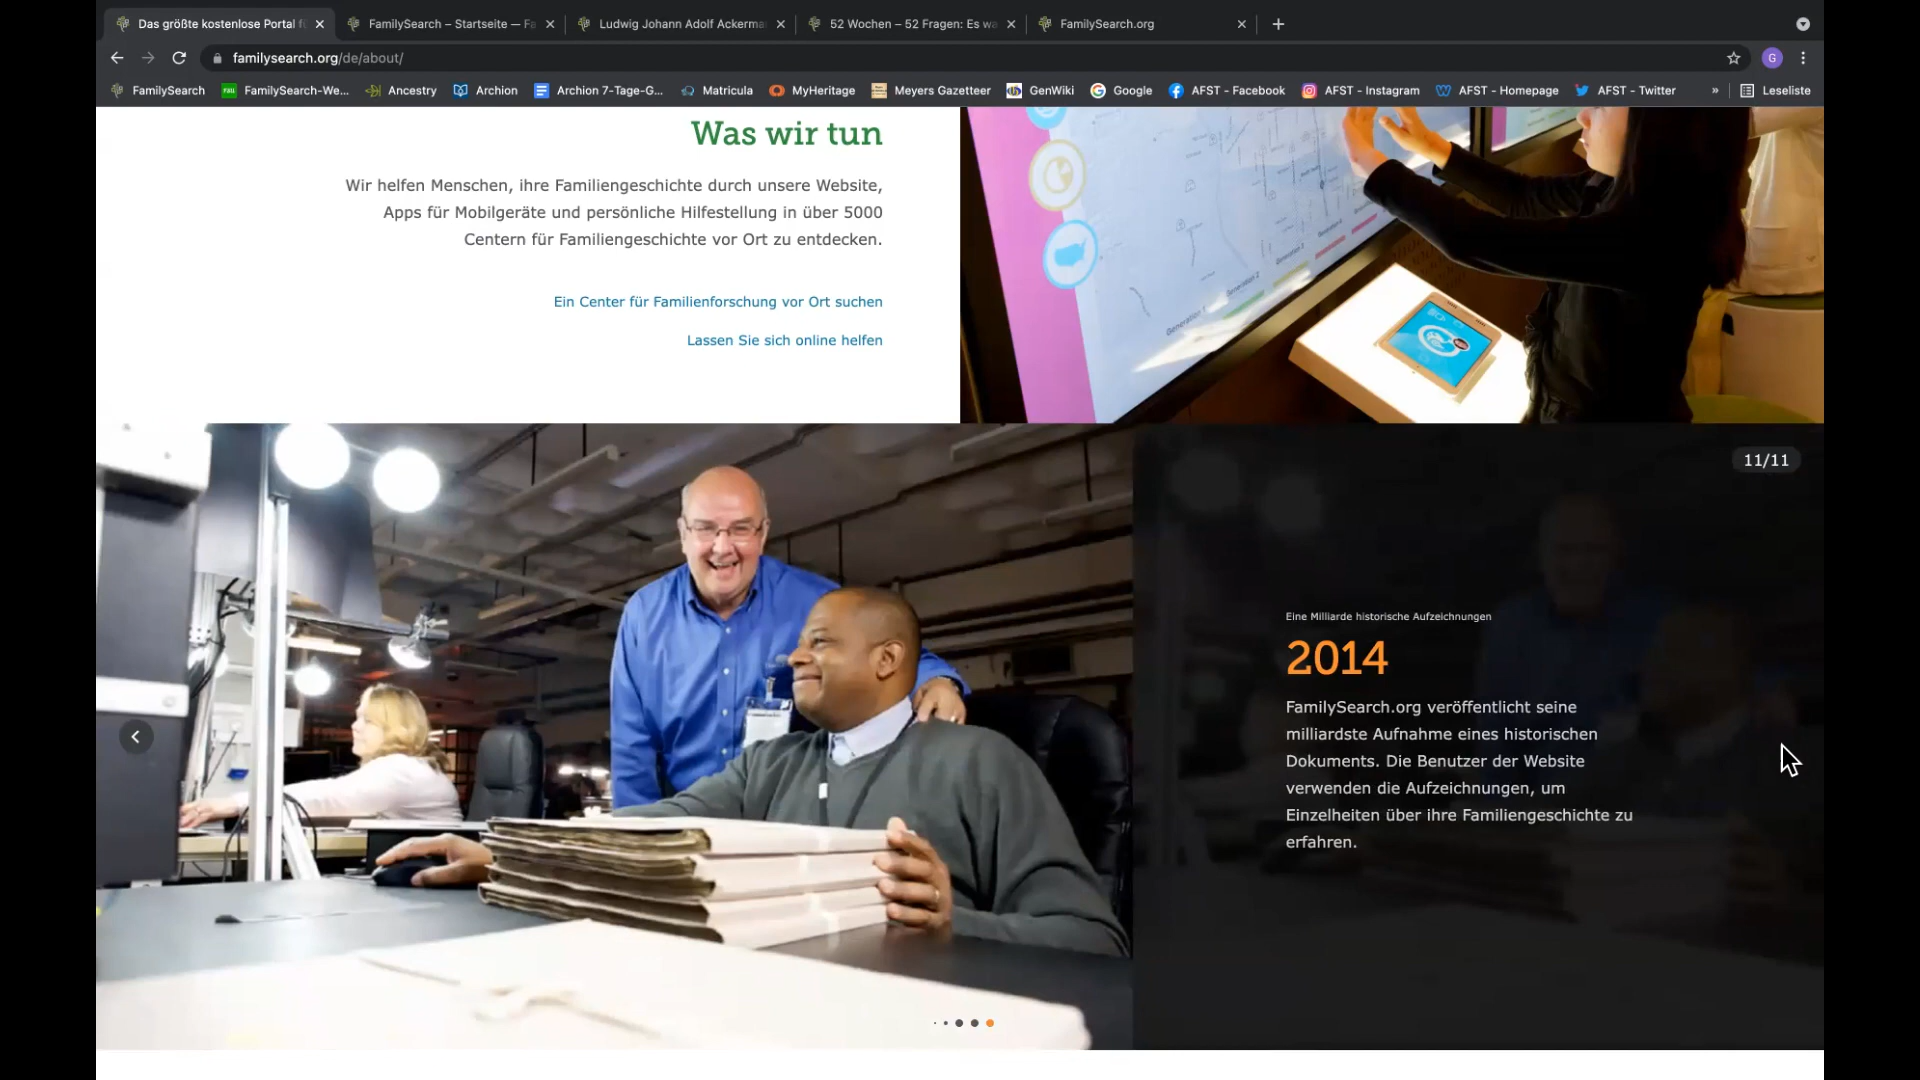 Das größte kostenlose Portal f
FamilySearch – Startseite — Fa
Ludwig Johann Adolf Ackerma
52 Wochen – 52 Fragen: Es wa
FamilySearch.org
familysearch.org/de/about/
G
FamilySearch
FamilySearch-We...
Ancestry
Archion
Archion 7-Tage-G...
Matricula
MyHeritage
Meyers Gazetteer
GenWiki
Google
AFST - Facebook
AFST - Instagram
AFST - Homepage
AFST - Twitter
»
Leseliste
Was wir tun
Wir helfen Menschen, ihre Familiengeschichte durch unsere Website,
Apps für Mobilgeräte und persönliche Hilfestellung in über 5000
Centern für Familiengeschichte vor Ort zu entdecken.
Ein Center für Familienforschung vor Ort suchen
Lassen Sie sich online helfen
Generation 1
Generation 2
11/11
Eine Milliarde historische Aufzeichnungen
2014
FamilySearch.org veröffentlicht seine
milliardste Aufnahme eines historischen
Dokuments. Die Benutzer der Website
verwenden die Aufzeichnungen, um
Einzelheiten über ihre Familiengeschichte zu
erfahren.